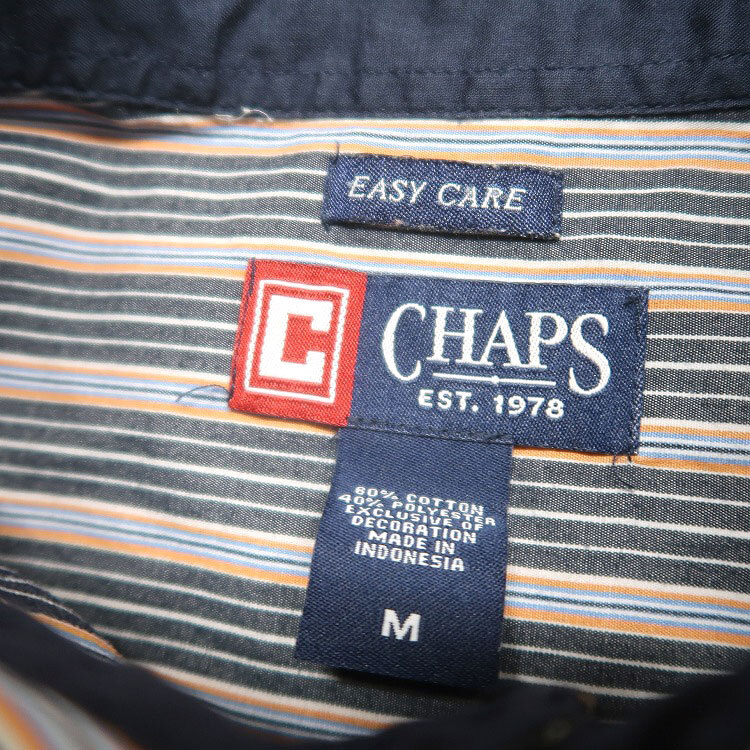 EASY CARE
C
CHAPS
EST. 1978
60% COTTON
40% POLYESTER
EXCLUSIVE OF
DECORATION
MADE IN
INDONESIA
M